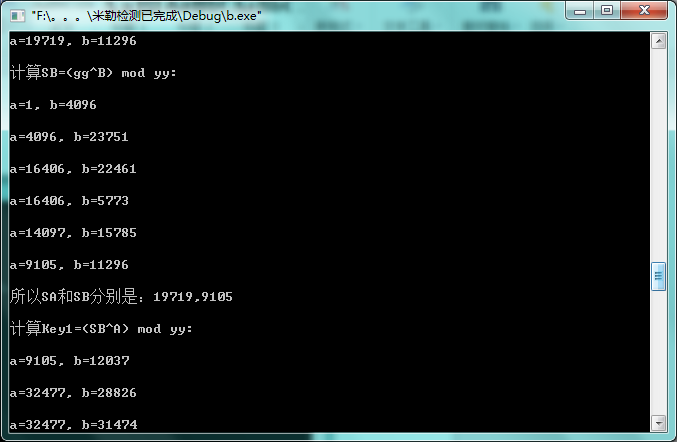 "F:\。。。\米勒检测已完成\Debug\b.exe"
a=19719, b=11296
计算SB=(gg^B) mod yy:
a=1, b=4096
a=4096, b=23751
a=16406, b=22461
a=16406, b=5773
a=14097, b=15785
a=9105, b=11296
所以SA和SB分别是: 19719,9105
计算Key1=(SB^A) mod yy:
a=9105, b=12037
a=32477, b=28826
a=32477, b=31474